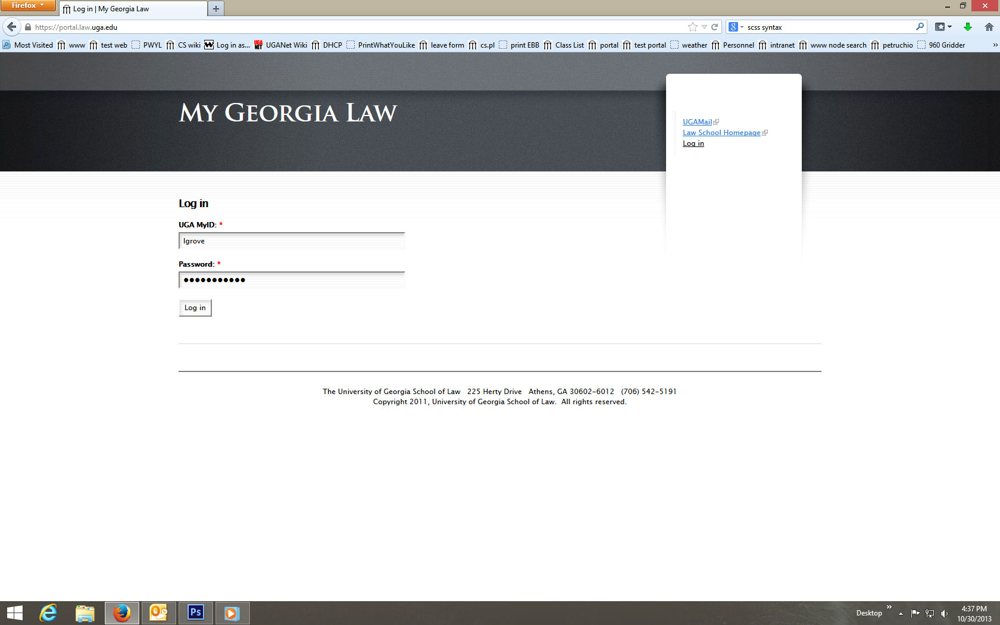 Firefox
Log in | My Georgia Law
https://portal.law.uga.edu
scss syntax
Most Visited www test web PWYL CS wiki Log in as... UGANet Wiki DHCP PrintWhatYouLike leave form cs.pl print EBB Class List portal test portal weather Personnel intranet www node search petruchio 960 Gridder
MY GEORGIA LAW
UGAMail
Law School Homepage
Log in
Log in
UGA MyID: *
lgrove
Password: *
Log in
The University of Georgia School of Law 225 Herty Drive Athens, GA 30602-6012 (706) 542-5191
Copyright 2011, University of Georgia School of Law. All rights reserved.
Ps
Desktop
4:37 PM
10/30/2013